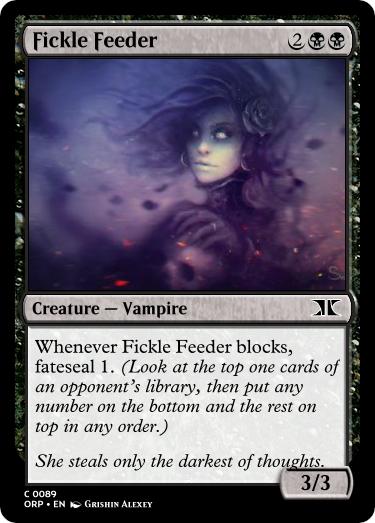 Fickle Feeder 2
Creature — Vampire
Whenever Fickle Feeder blocks,
fateseal 1. (Look at the top one cards of
an opponent's library, then put any
number on the bottom and the rest on
top in any order.)
She steals only the darkest of thoughts.
3/3
C 0089
ORP • EN Grishin Alexey